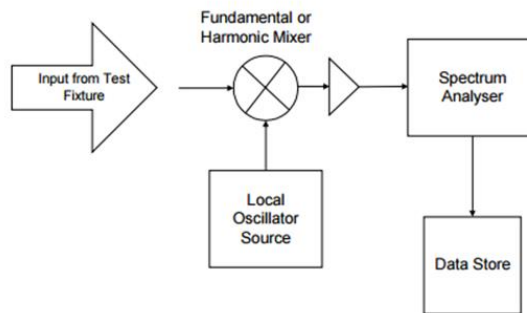 Fundamental or
Harmonic Mixer
Input from Test
Fixture
Spectrum
Analyser
Local
Oscillator
Source
Data Store